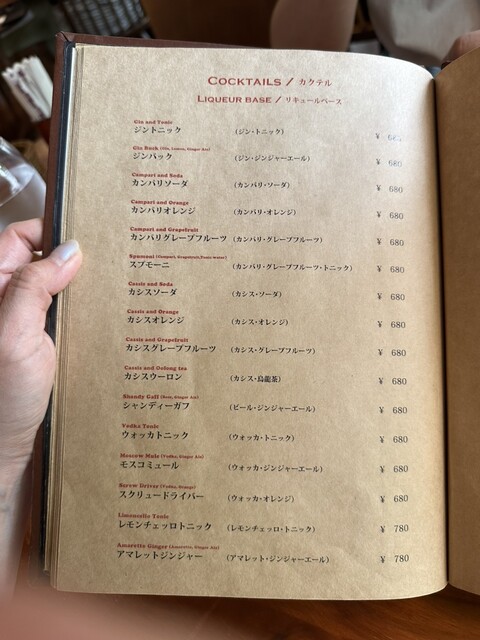 COCKTAILS / カクテル
LIQUEUR BASE / リキュールベース
Gin and Tonic
ジントニック (ジン・トニック) ¥ 680
Gin Buck (Gin, Lemon, Ginger Ale)
ジンバック (ジン・ジンジャーエール) ¥ 680
Campari and Soda
カンパリソーダ (カンパリ・ソーダ) ¥ 680
Campari and Orange
カンパリオレンジ (カンパリ・オレンジ) ¥ 680
Campari and Grapefruit
カンパリグレープフルーツ (カンパリ・グレープフルーツ) ¥ 680
Spumoni (Campari, Grapefruit,Tonic water)
スプモーニ (カンパリ・グレープフルーツ・トニック) ¥ 680
Cassis and Soda
カシスソーダ (カシス・ソーダ) ¥ 680
Cassis and Orange
カシスオレンジ (カシス・オレンジ) ¥ 680
Cassis and Grapefruit
カシスグレープフルーツ (カシス・グレープフルーツ) ¥ 680
Cassis and Oolong tea
カシスウーロン (カシス・烏龍茶) ¥ 680
Shandy Gaff (Beer, Ginger Ale)
シャンディーガフ (ビール・ジンジャーエール) ¥ 680
Vodka Tonic
ウォッカトニック (ウォッカ・トニック) ¥ 680
Moscow Mule (Vodka, Ginger Ale)
モスコミュール (ウォッカ・ジンジャーエール) ¥ 680
Screw Driver (Vodka, Orange)
スクリュードライバー (ウォッカ・オレンジ) ¥ 680
Limoncello Tonic
レモンチェッロトニック (レモンチェッロ・トニック) ¥ 780
Amaretto Ginger (Amaretto, Ginger Ale)
アマレットジンジャー (アマレット・ジンジャーエール) ¥ 780